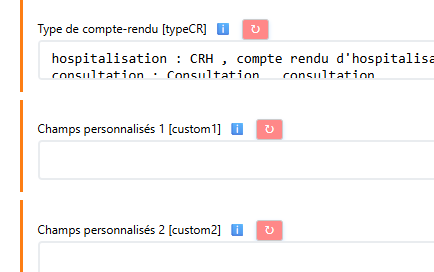 Type de compte-rendu [typeCR] i ↻
hospitalisation : CRH , compte rendu d'hospitalisa
consultation : Consultation , consultation
Champs personnalisés 1 [custom1] i ↻
Champs personnalisés 2 [custom2] i ↻